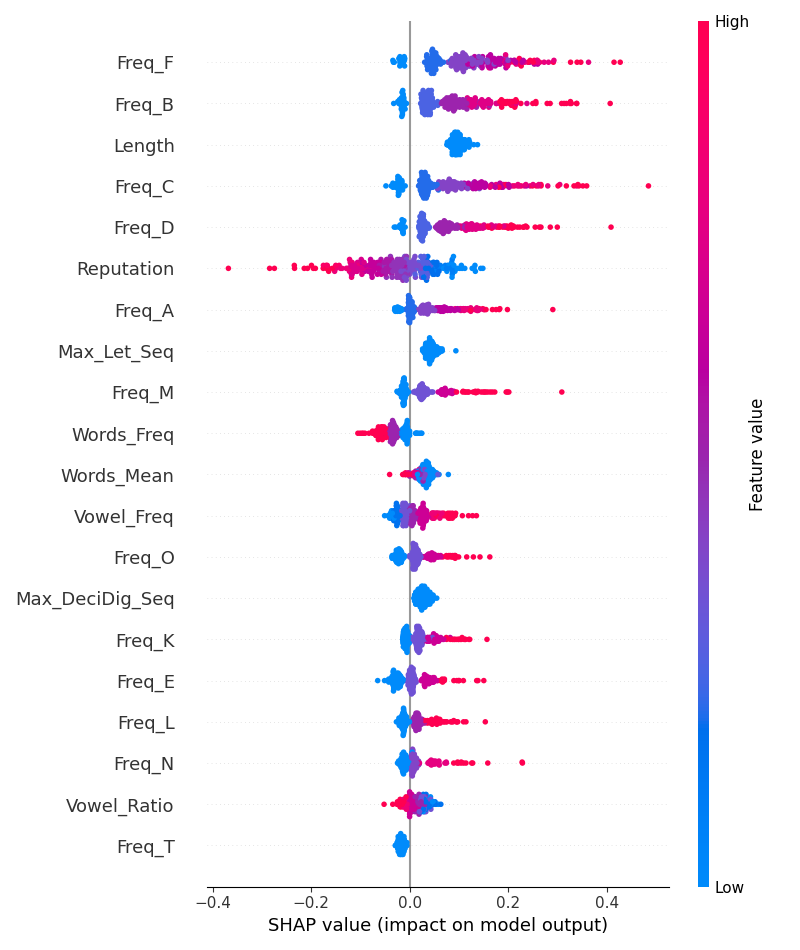 High
Freq_F
Freq_B
Length
Freq_C
Freq_D
Reputation
Freq_A
Max_Let_Seq
Freq_M
Words_Freq
Words_Mean
Vowel_Freq
Freq_O
Max_DeciDig_Seq
Freq_K
Freq_E
Freq_L
Freq_N
Vowel_Ratio
Freq_T
Feature value
Low
−0.4 −0.2 0.0 0.2 0.4
SHAP value (impact on model output)